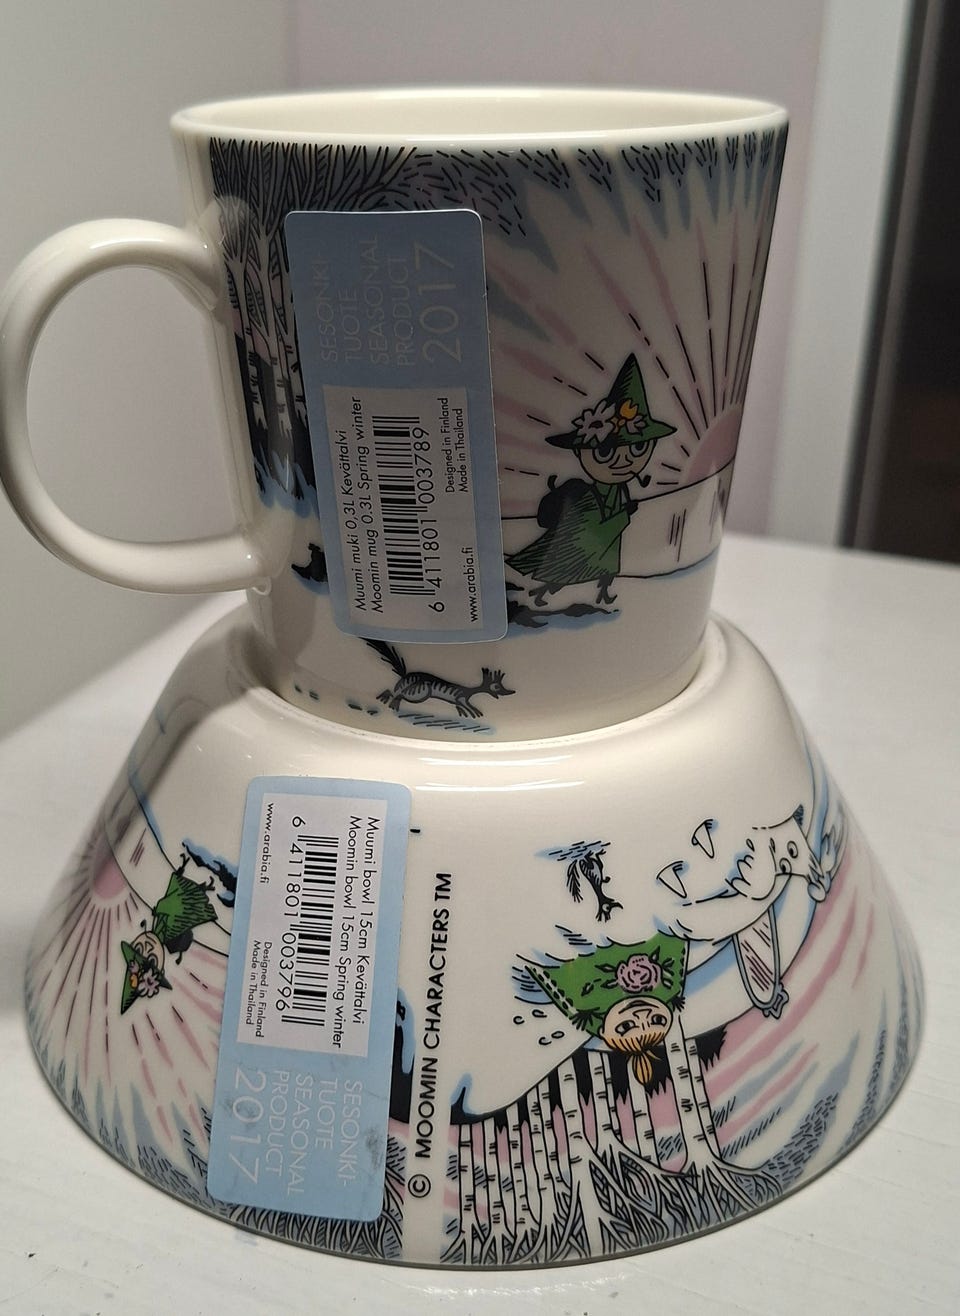 SESONKI-
TUOTE
SEASONAL
PRODUCT
2017
Muumi muki 0,3L Kevättalvi
Moomin mug 0.3L Spring winter
6 411801 003789
Designed in Finland
Made in Thailand
www.arabia.fi
Muumi bowl 15cm Kevättalvi
Moomin bowl 15cm Spring winter
6 411801 003796
Designed in Finland
Made in Thailand
www.arabia.fi
SESONKI-
TUOTE
SEASONAL
PRODUCT
2017
© MOOMIN CHARACTERS TM